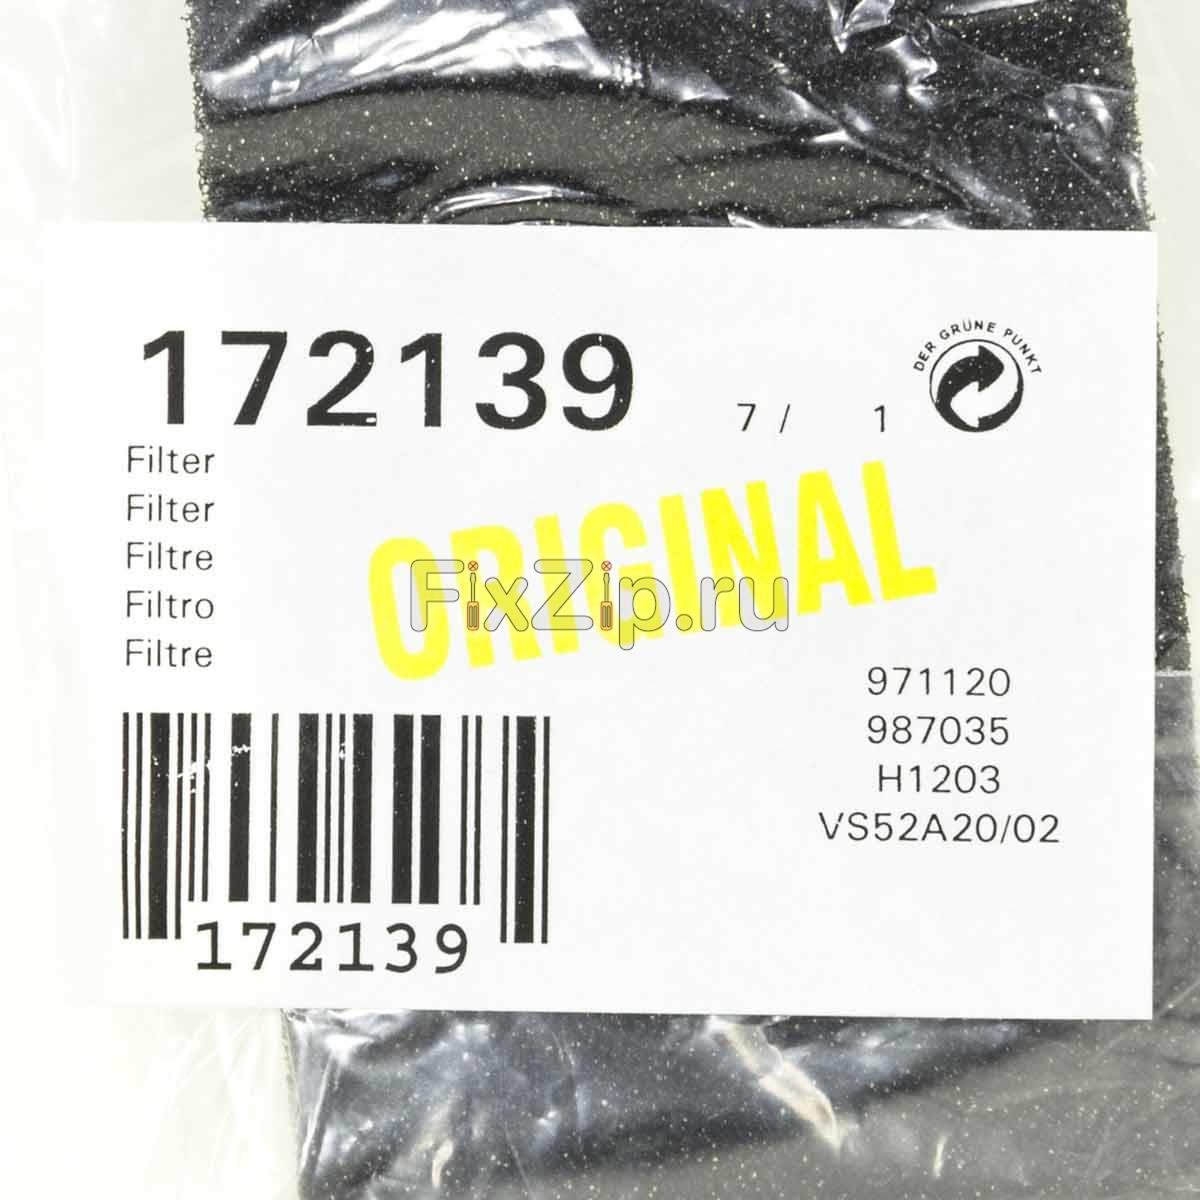 DER GRÜNE PUNKT
172139 7 / 1
Filter
Filter
Filtre
Filtro
Filtre
ORIGINAL
FixZip.ru
971120
987035
H1203
VS52A20/02
172139